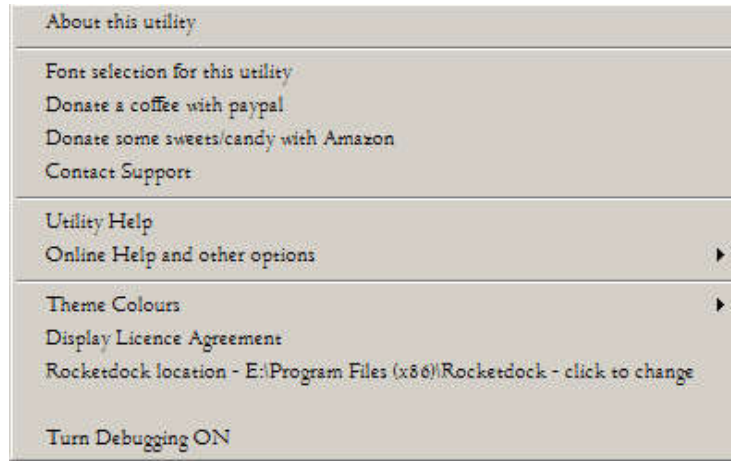 About this utility
Font selection for this utility
Donate a coffee with paypal
Donate some sweets/candy with Amazon
Contact Support
Utility Help
Online Help and other options
Theme Colours
Display Licence Agreement
Rocketdock location - E:\Program Files (x86)\Rocketdock - click to change
Turn Debugging ON